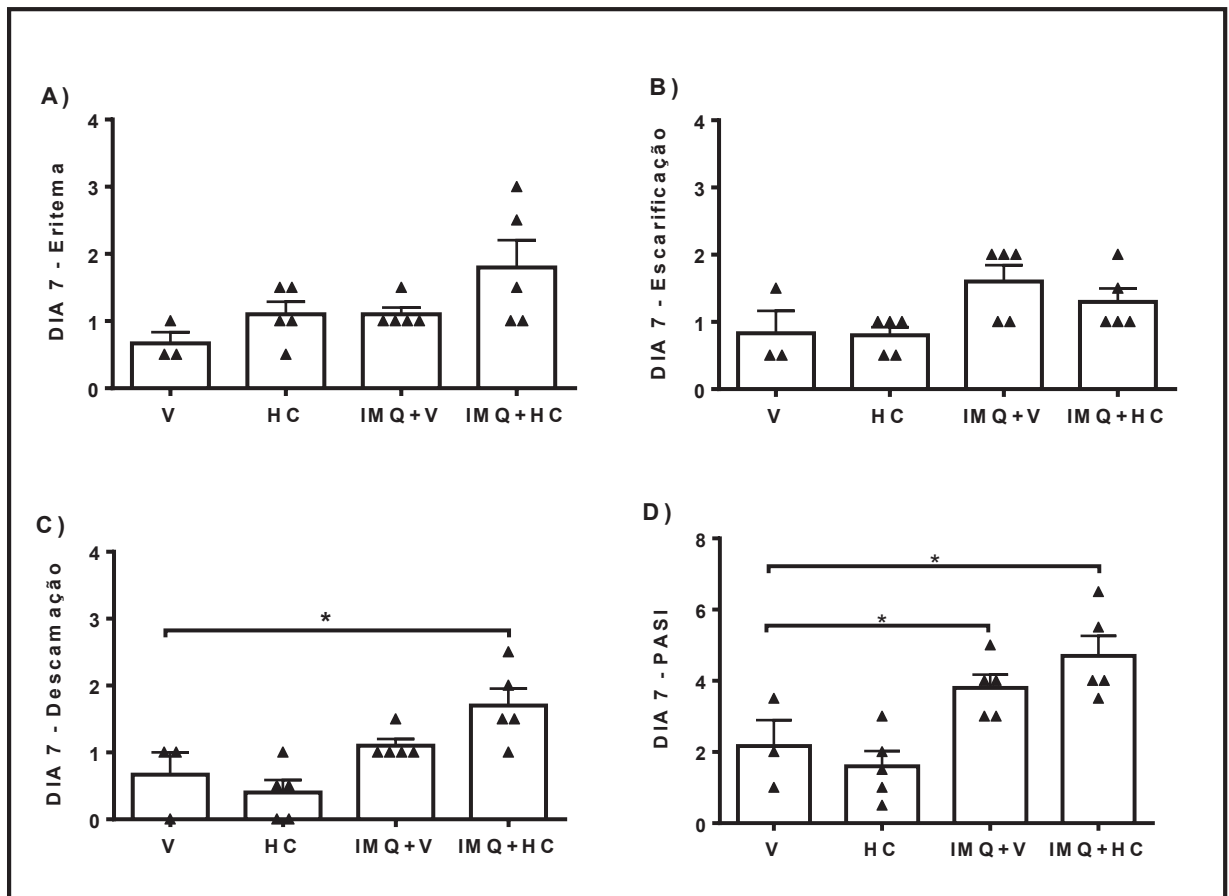 A)
DIA 7 - Eritema
4
3
2
1
0
V HC IMQ+V IMQ+HC
B)
DIA 7 - Escarificação
4
3
2
1
0
V HC IMQ+V IMQ+HC
C)
DIA 7 - Descamação
4
3
2
1
0
*
V HC IMQ+V IMQ+HC
D)
DIA 7 - PASI
8
6
4
2
0
*
*
V HC IMQ+V IMQ+HC